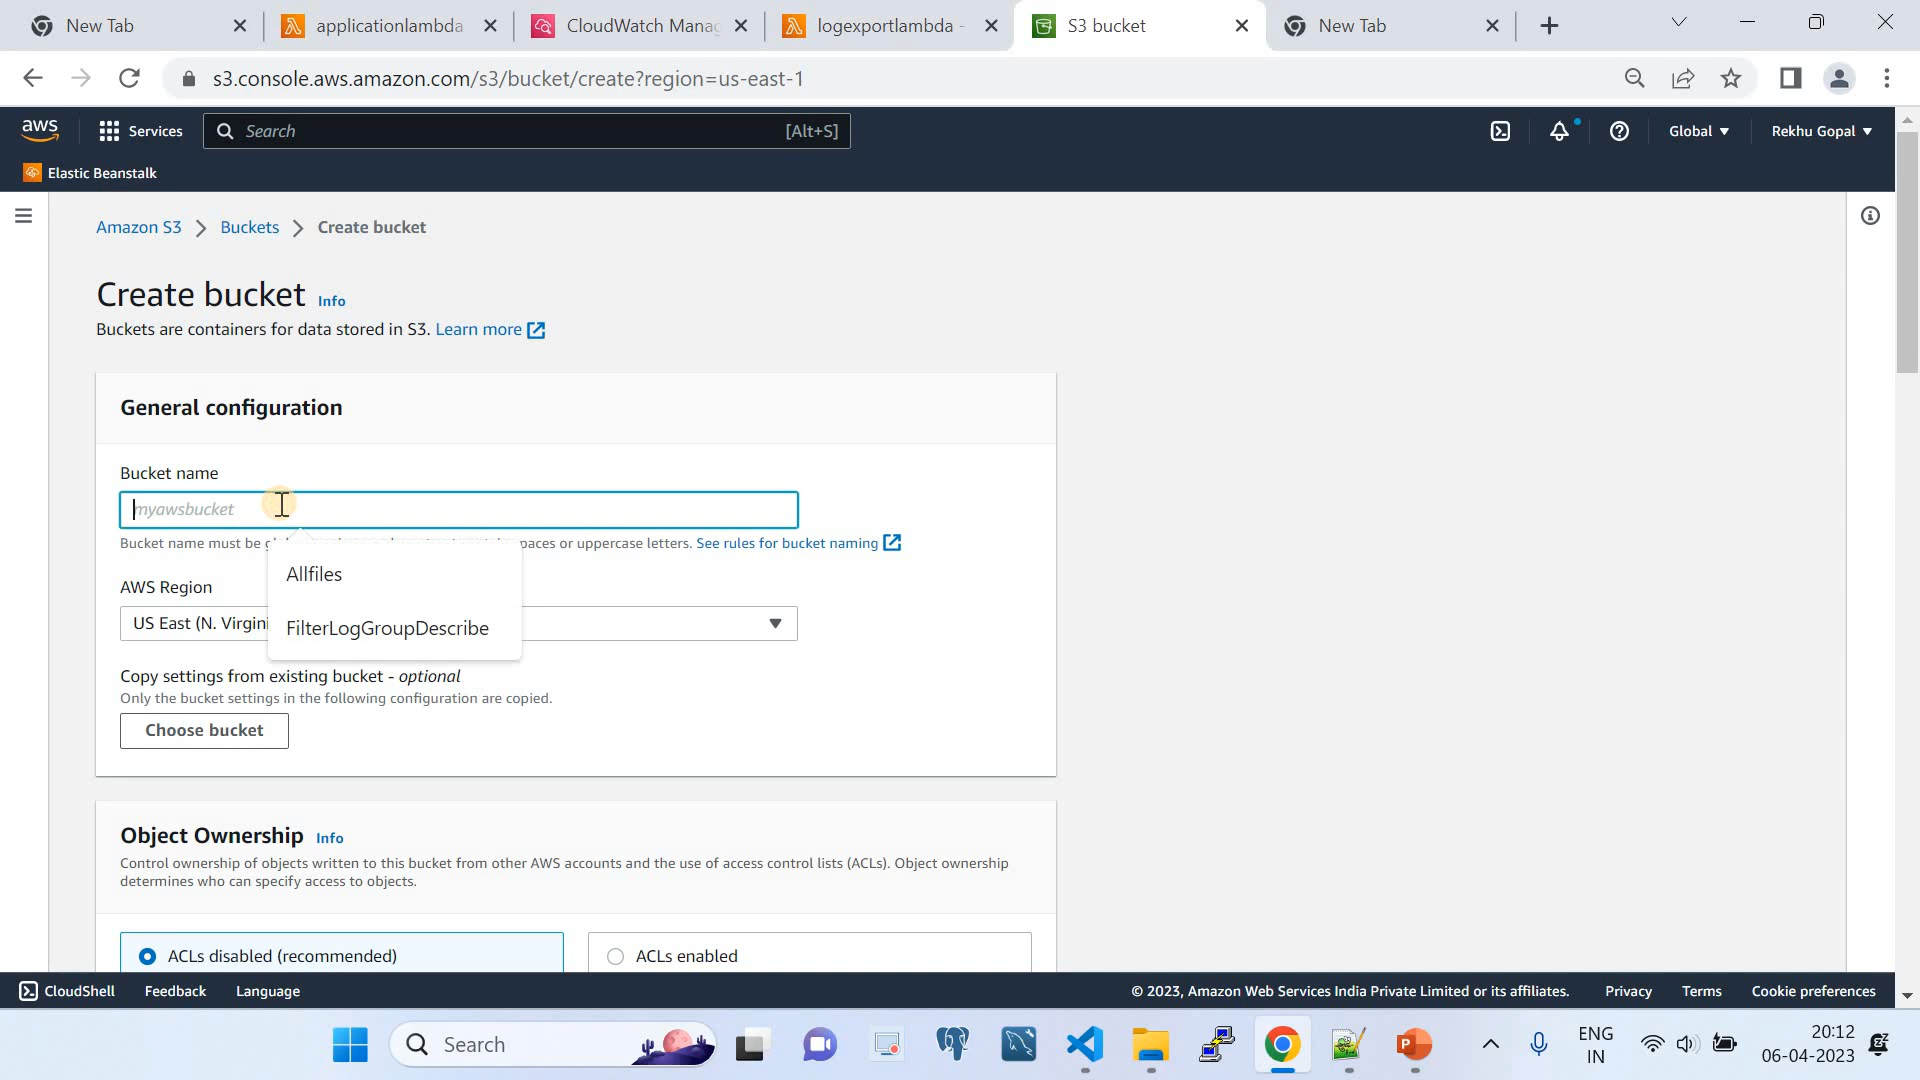 New Tab
applicationlambda
CloudWatch Manag
logexportlambda -
S3 bucket
New Tab
s3.console.aws.amazon.com/s3/bucket/create?region=us-east-1
aws
Services
Search
[Alt+S]
Global
Rekhu Gopal
Elastic Beanstalk
Amazon S3
Buckets
Create bucket
Create bucket Info
Buckets are containers for data stored in S3. Learn more
General configuration
Bucket name
myawsbucket
Bucket name must be paces or uppercase letters. See rules for bucket naming
Allfiles
AWS Region
US East (N. Virgini
FilterLogGroupDescribe
Copy settings from existing bucket - optional
Only the bucket settings in the following configuration are copied.
Choose bucket
Object Ownership Info
Control ownership of objects written to this bucket from other AWS accounts and the use of access control lists (ACLs). Object ownership
determines who can specify access to objects.
ACLs disabled (recommended)
ACLs enabled
CloudShell
Feedback
Language
© 2023, Amazon Web Services India Private Limited or its affiliates.
Privacy
Terms
Cookie preferences
Search
ENG
IN
20:12
06-04-2023